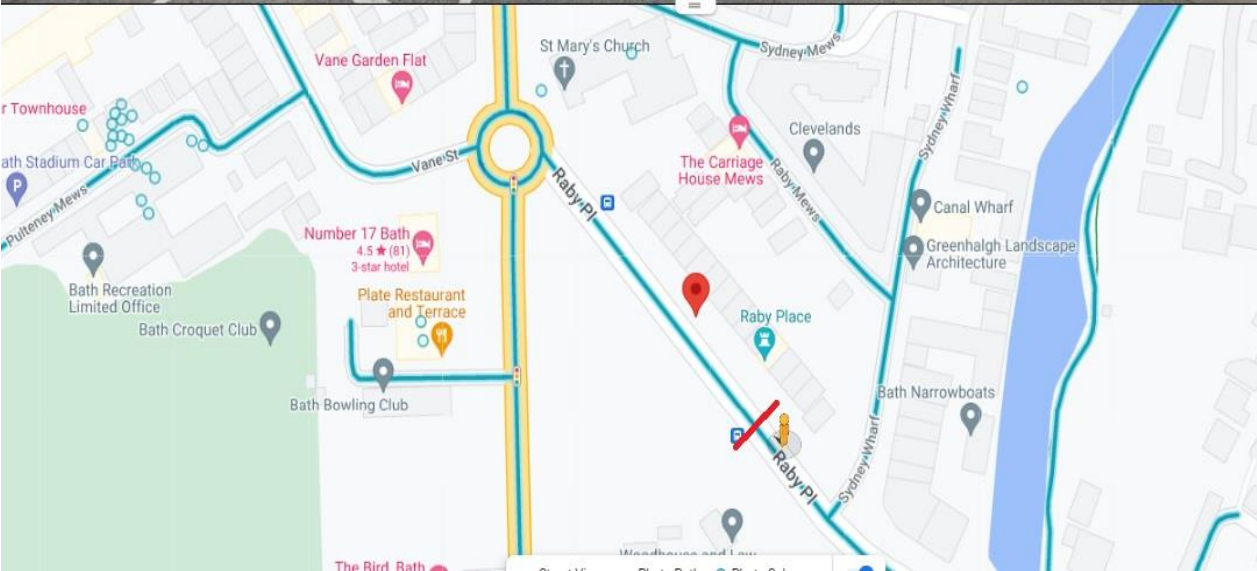 St Mary's Church
Sydney Mews
Vane Garden Flat
r Townhouse
ath Stadium Car Park
P
Pulteney Mews
Vane St
Raby Pl
The Carriage
House Mews
Clevelands
Raby Mews
Sydney Wharf
Canal Wharf
Greenhalgh Landscape
Architecture
Number 17 Bath
4.5 ★ (81)
3-star hotel
Bath Recreation
Limited Office
Plate Restaurant
and Terrace
Bath Croquet Club
Raby Place
Bath Bowling Club
Bath Narrowboats
Raby Pl
Sydney Wharf
The Bird, Bath